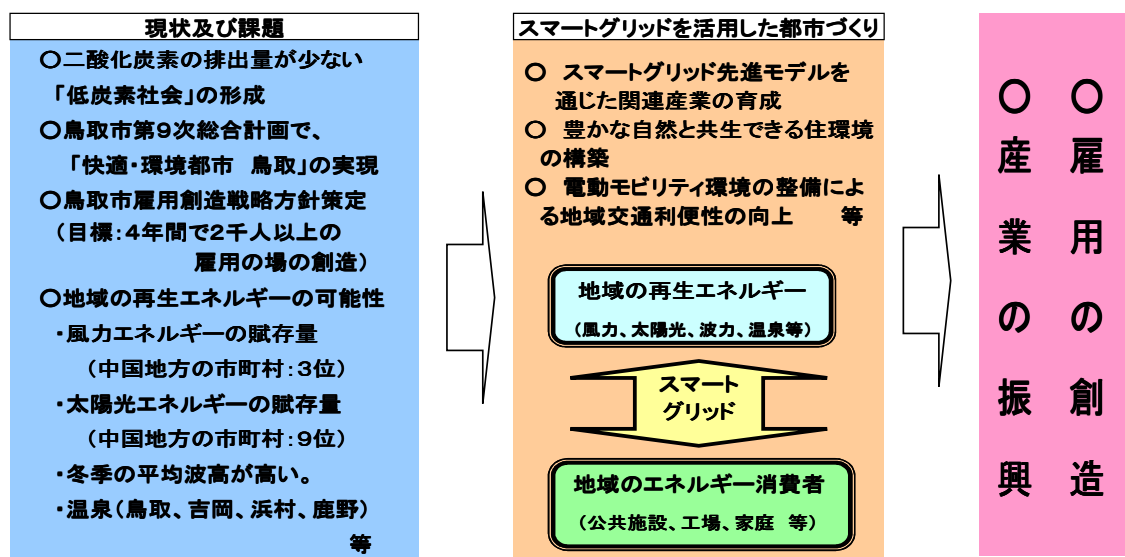 現状及び課題
〇二酸化炭素の排出量が少ない
「低炭素社会」の形成
〇鳥取市第9次総合計画で、
「快適・環境都市　鳥取」の実現
〇鳥取市雇用創造戦略方針策定
（目標：4年間で2千人以上の
雇用の場の創造）
〇地域の再生エネルギーの可能性
・風力エネルギーの賦存量
（中国地方の市町村：3位）
・太陽光エネルギーの賦存量
（中国地方の市町村：9位）
・冬季の平均波高が高い。
・温泉（鳥取、吉岡、浜村、鹿野）
等
スマートグリッドを活用した都市づくり
〇　スマートグリッド先進モデルを
通じた関連産業の育成
〇　豊かな自然と共生できる住環境
の構築
〇　電動モビリティ環境の整備によ
る地域交通利便性の向上　　等
地域の再生エネルギー
（風力、太陽光、波力、温泉等）
スマート
グリッド
地域のエネルギー消費者
（公共施設、工場、家庭　等）
〇雇用の創造
〇産業の振興